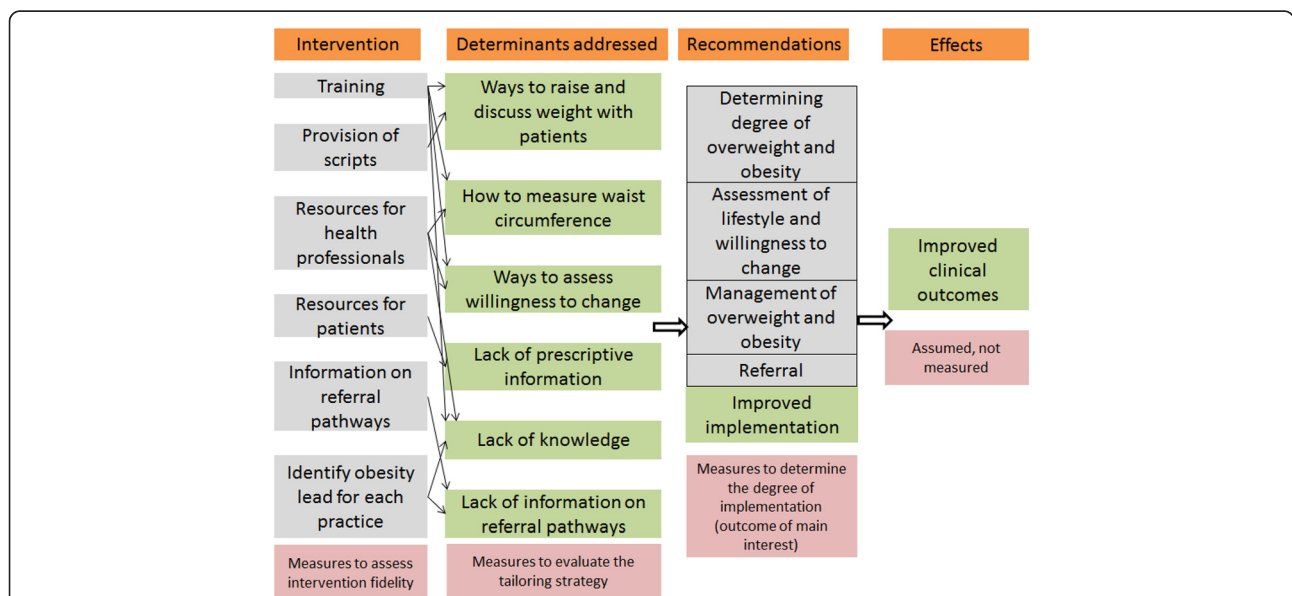 Intervention
Determinants addressed
Recommendations
Effects
Training
Provision of
scripts
Resources for
health
professionals
Resources for
patients
Information on
referral
pathways
Identify obesity
lead for each
practice
Measures to assess
intervention fidelity
Ways to raise and
discuss weight with
patients
How to measure waist
circumference
Ways to assess
willingness to change
Lack of prescriptive
information
Lack of knowledge
Lack of information on
referral pathways
Measures to evaluate the
tailoring strategy
Determining
degree of
overweight and
obesity
Assessment of
lifestyle and
willingness to
change
Management of
overweight and
obesity
Referral
Improved
implementation
Measures to determine
the degree of
implementation
(outcome of main
interest)
Improved
clinical
outcomes
Assumed, not
measured